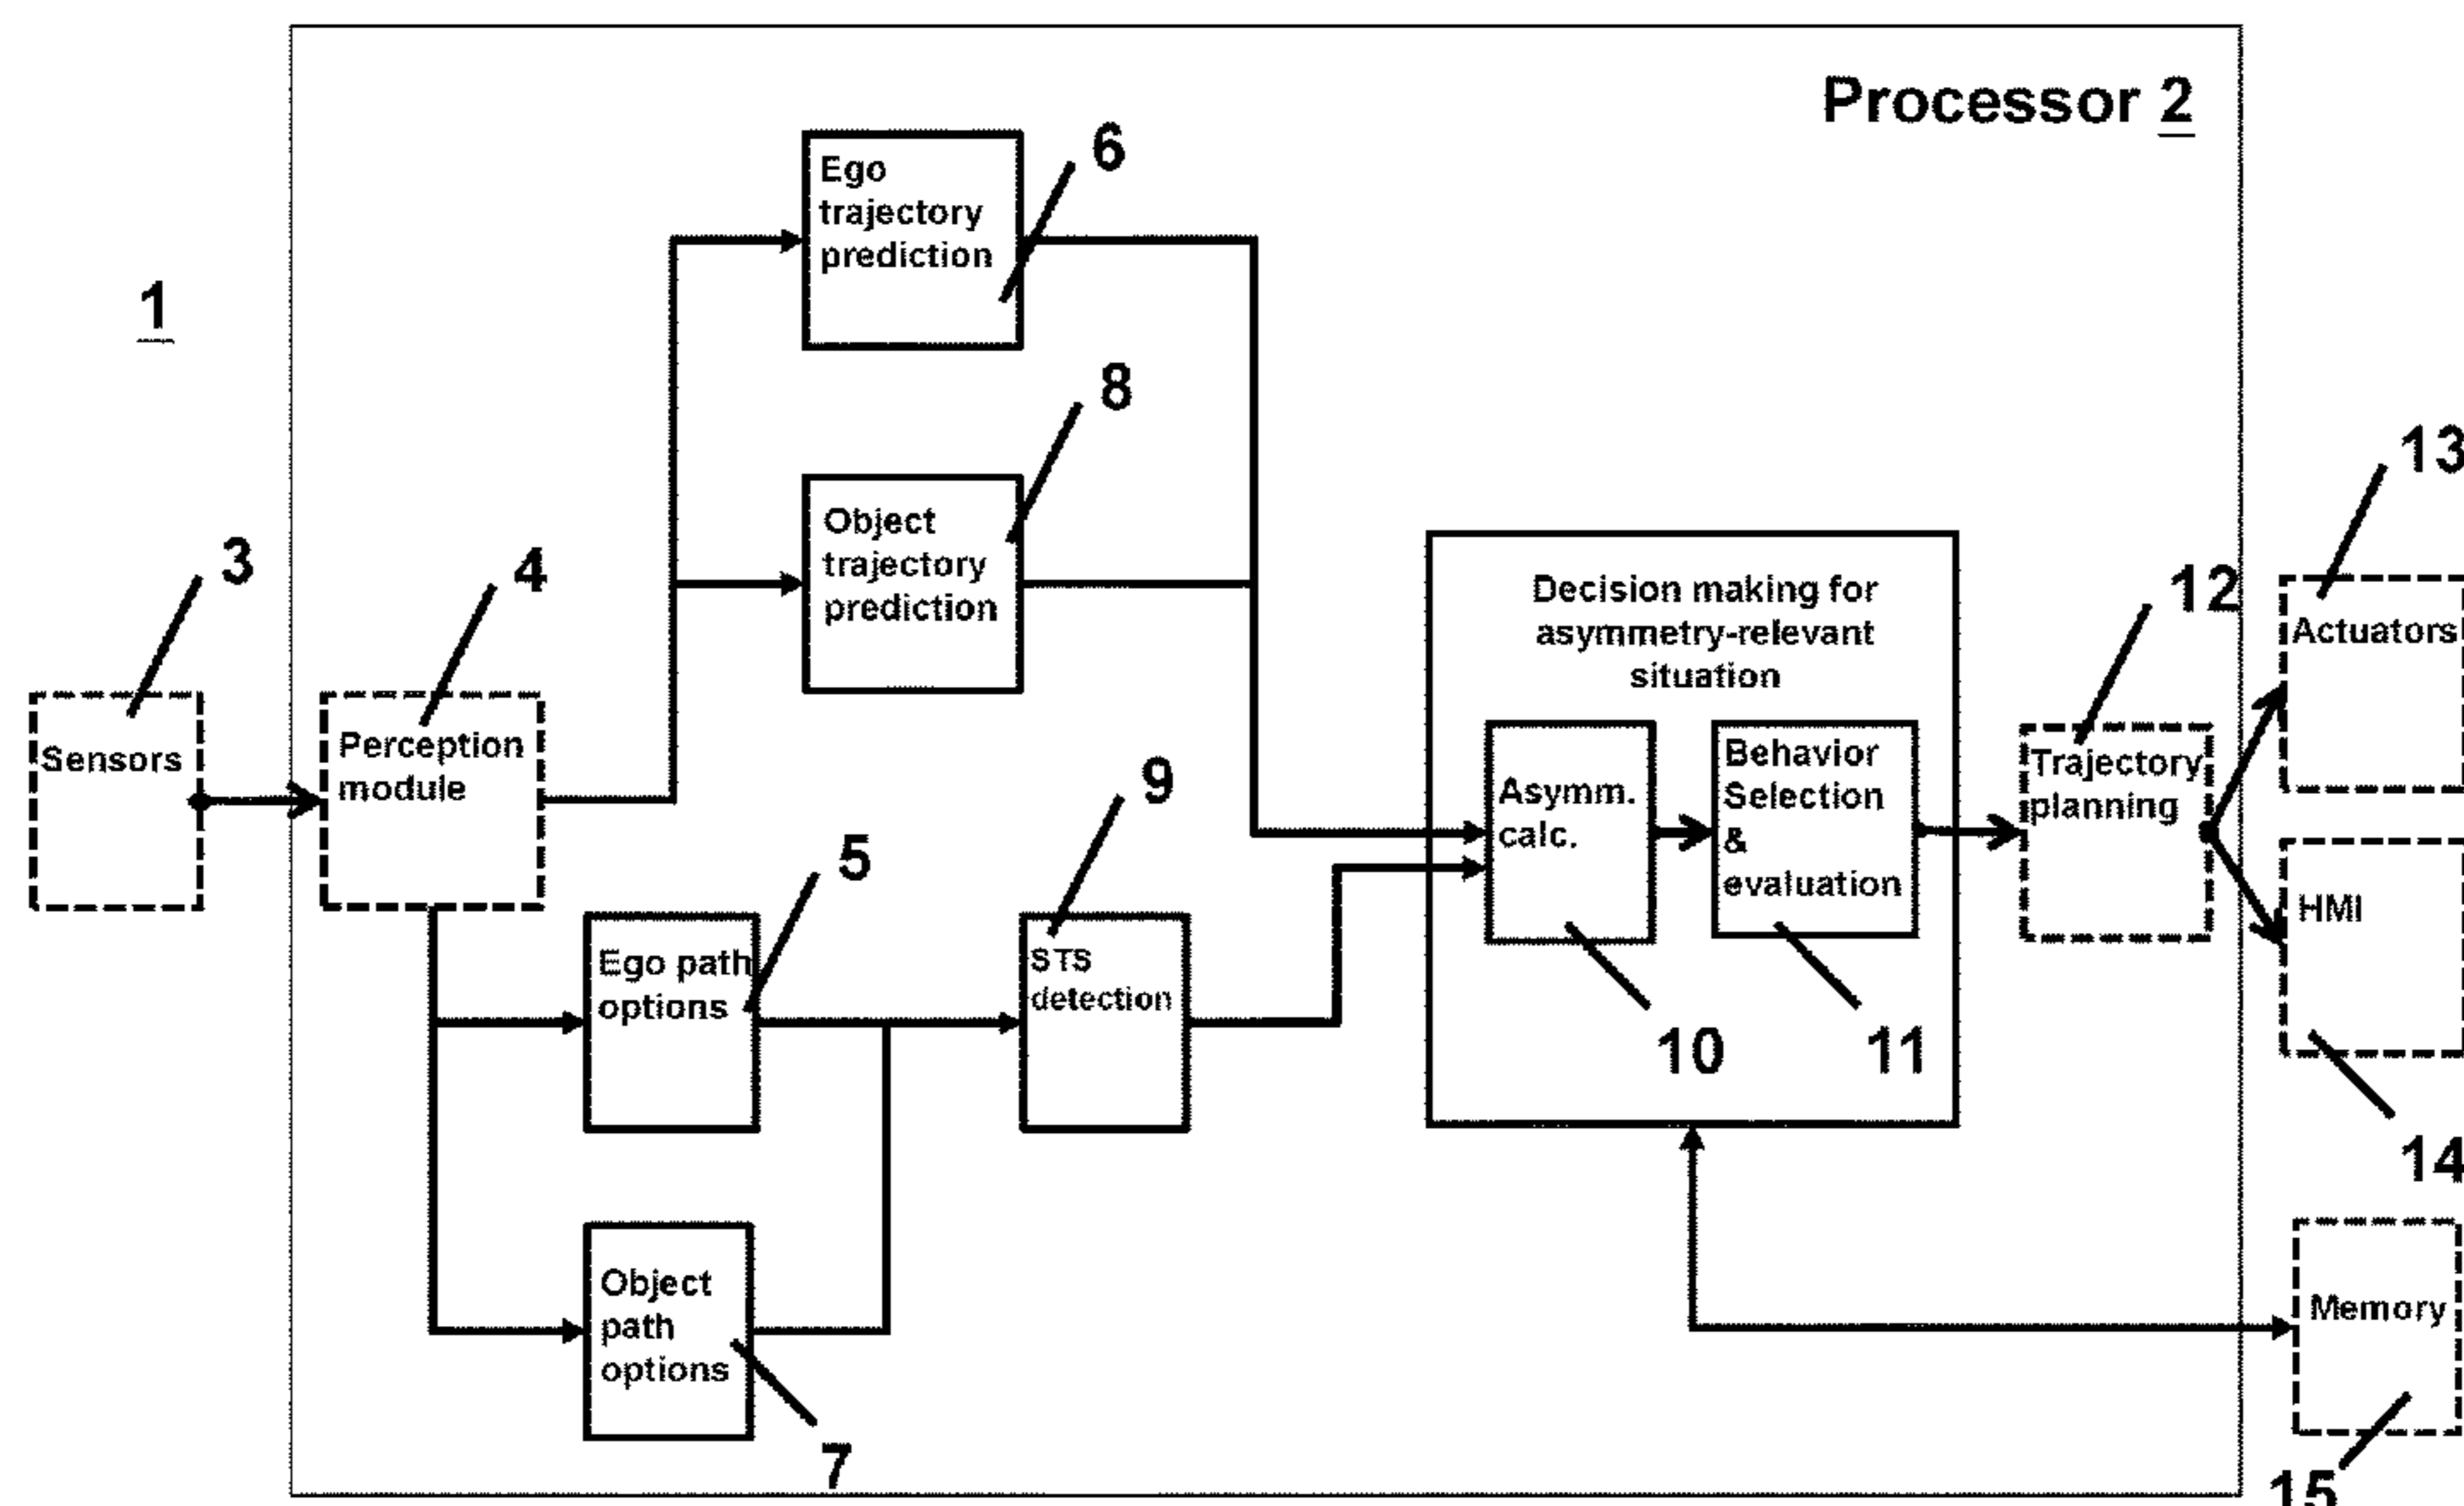 Processor 2
1
6
Ego
trajectory
prediction
8
Object
trajectory
prediction
3
Sensors
4
Perception
module
5
Ego path
options
7
Object
path
options
9
STS
detection
Decision making for
asymmetry-relevant
situation
Asymm.
calc.
10
Behavior
Selection
&
evaluation
11
12
Trajectory
planning
13
Actuators
HMI
14
Memory
15